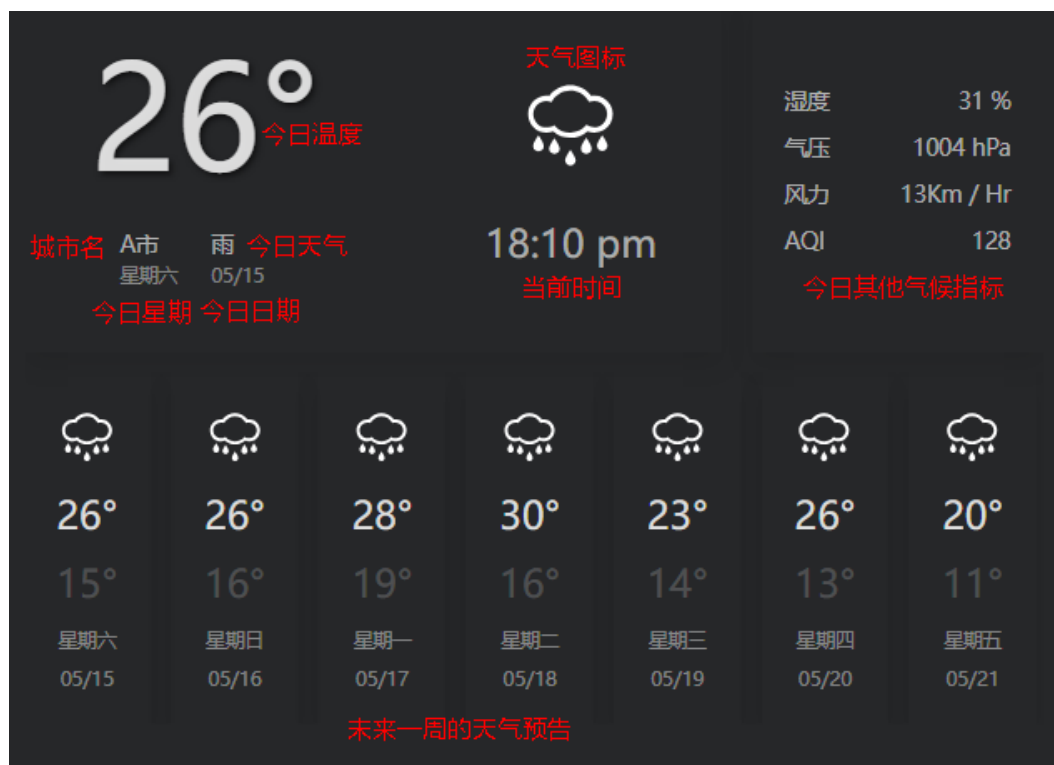 天气图标
26°
今日温度
湿度 31 %
气压 1004 hPa
风力 13Km / Hr
AQI 128
今日其他气候指标
城市名 A市 雨 今日天气
星期六 05/15
今日星期 今日日期
18:10 pm
当前时间
26° 26° 28° 30° 23° 26° 20°
15° 16° 19° 16° 14° 13° 11°
星期六 星期日 星期一 星期二 星期三 星期四 星期五
05/15 05/16 05/17 05/18 05/19 05/20 05/21
未来一周的天气预告